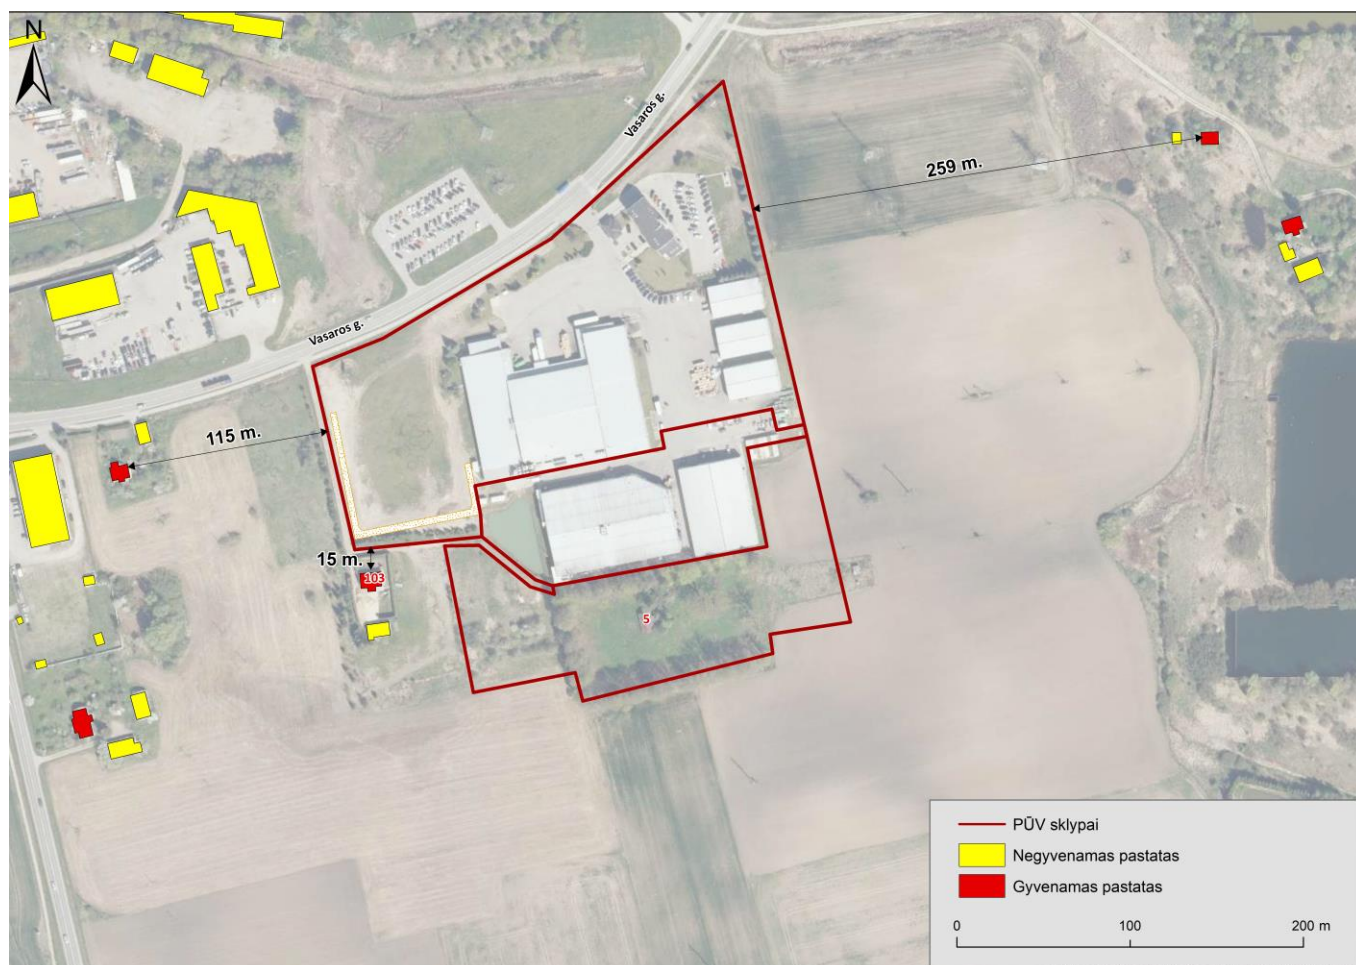 N
Vasaros g.
259 m.
Vasaros g.
115 m.
15 m.
103
5
PŪV sklypai
Negyvenamas pastatas
Gyvenamas pastatas
0 100 200 m